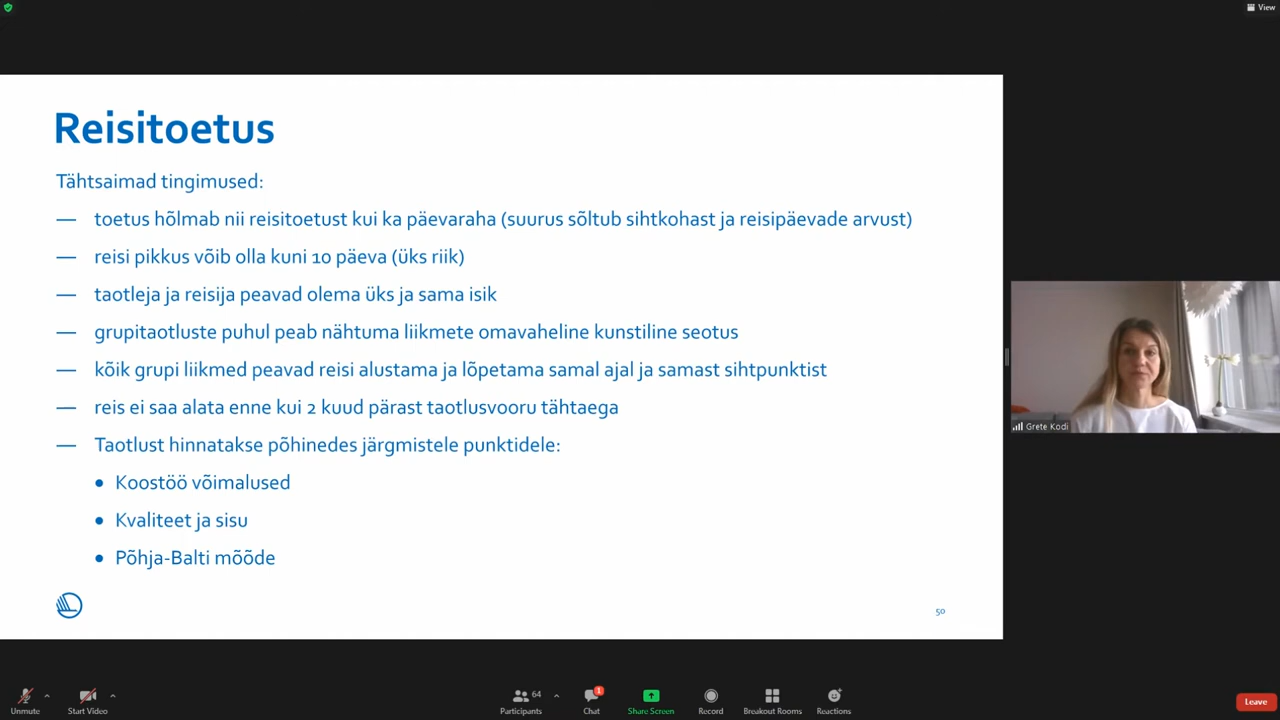 View
Reisitoetus
Tähtsaimad tingimused:
— toetus hõlmab nii reisitoetust kui ka päevaraha (suurus sõltub sihtkohast ja reisipäevade arvust)
— reisi pikkus võib olla kuni 10 päeva (üks riik)
— taotleja ja reisija peavad olema üks ja sama isik
— grupitaotluste puhul peab nähtuma liikmete omavaheline kunstiline seotus
— kõik grupi liikmed peavad reisi alustama ja lõpetama samal ajal ja samast sihtpunktist
— reis ei saa alata enne kui 2 kuud pärast taotlusvooru tähtaega
— Taotlust hinnatakse põhinedes järgmistele punktidele:
• Koostöö võimalused
• Kvaliteet ja sisu
• Põhja-Balti mõõde
50
Grete Kodi
Unmute
Start Video
64
Participants
1
Chat
Share Screen
Record
Breakout Rooms
Reactions
Leave